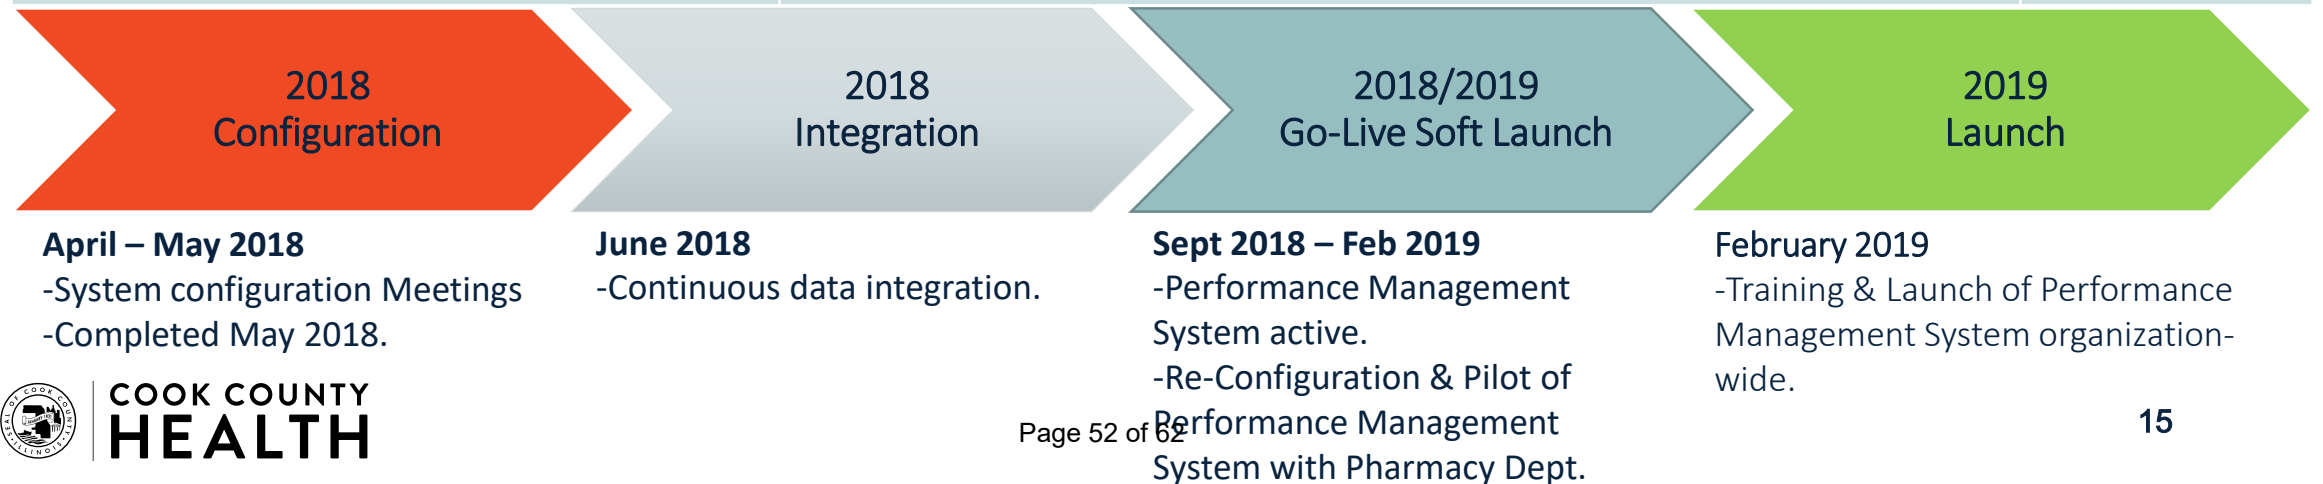 2018
Configuration
2018
Integration
2018/2019
Go-Live Soft Launch
2019
Launch
April – May 2018
-System configuration Meetings
-Completed May 2018.
June 2018
-Continuous data integration.
Sept 2018 – Feb 2019
-Performance Management
System active.
-Re-Configuration & Pilot of
Performance Management
System with Pharmacy Dept.
February 2019
-Training & Launch of Performance
Management System organization-
wide.
COOK COUNTY
HEALTH
Page 52 of 62
15